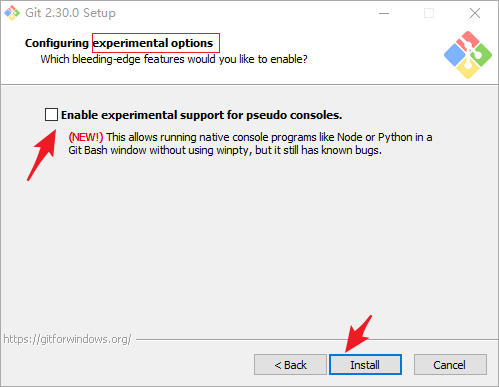 Git 2.30.0 Setup
Configuring experimental options
Which bleeding-edge features would you like to enable?
Enable experimental support for pseudo consoles.
(NEW!) This allows running native console programs like Node or Python in a
Git Bash window without using winpty, but it still has known bugs.
https://gitforwindows.org/
< Back Install Cancel